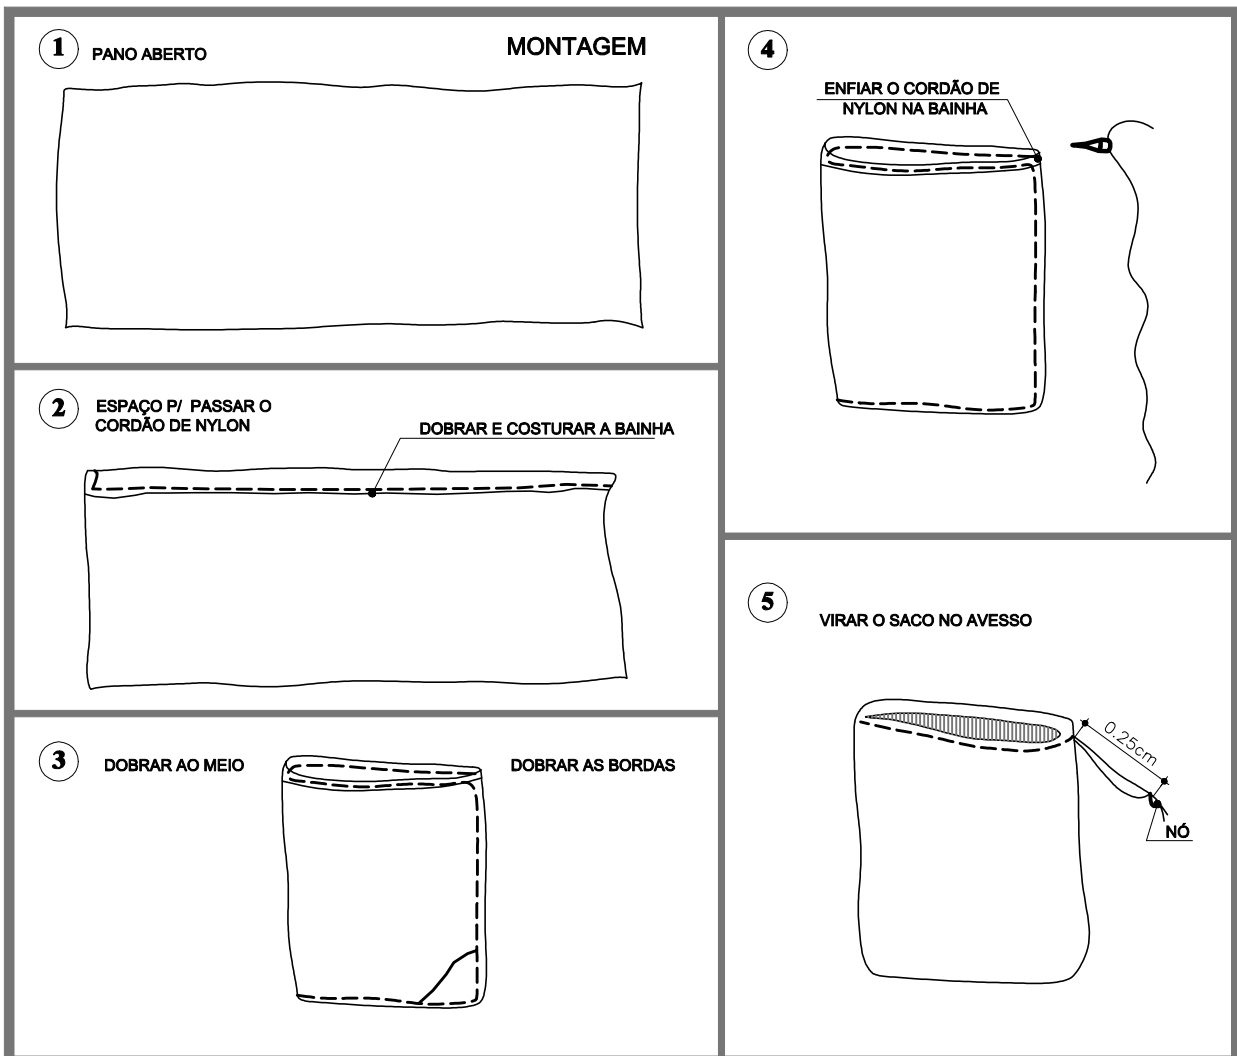 1
PANO ABERTO
MONTAGEM
2
ESPAÇO P/ PASSAR O
CORDÃO DE NYLON
DOBRAR E COSTURAR A BAINHA
3
DOBRAR AO MEIO
DOBRAR AS BORDAS
4
ENFIAR O CORDÃO DE
NYLON NA BAINHA
5
VIRAR O SACO NO AVESSO
0.25cm
NÓ